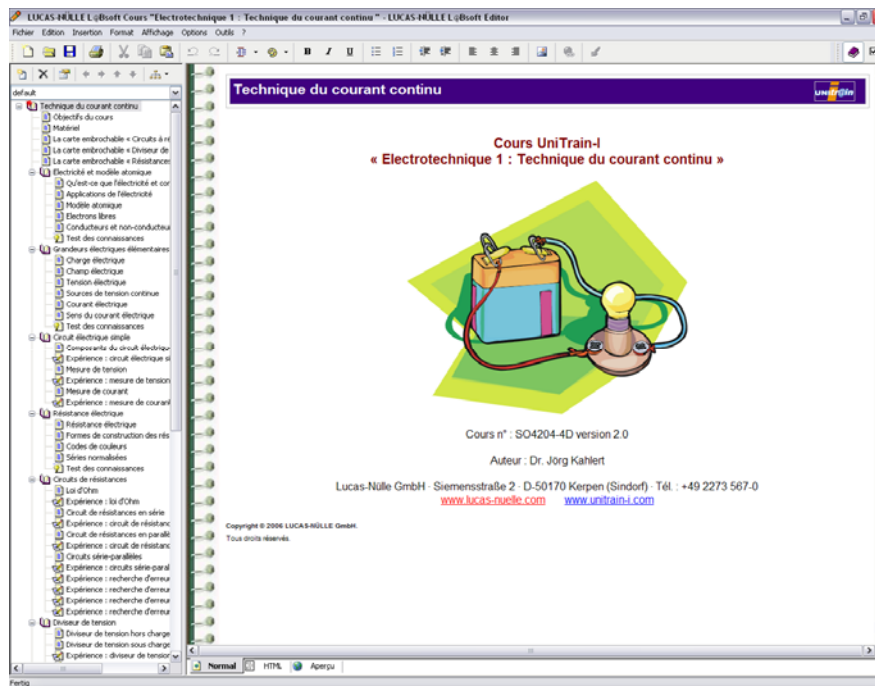 LUCAS-NÜLLE L@Bsoft Cours "Electrotechnique 1 : Technique du courant continu " - LUCAS-NÜLLE L@Bsoft Editor
Fichier Edition Insertion Format Affichage Options Outils ?
B I U
default
Technique du courant continu
Objectifs du cours
Matériel
La carte embrochable « Circuits à ré
La carte embrochable « Diviseur de
La carte embrochable « Résistances
Electricité et modèle atomique
Qu'est-ce que l'électricité et cor
Applications de l'électricité
Modèle atomique
Electrons libres
Conducteurs et non-conducteu
Test des connaissances
Grandeurs électriques élémentaires
Charge électrique
Champ électrique
Tension électrique
Sources de tension continue
Courant électrique
Sens du courant électrique
Test des connaissances
Circuit électrique simple
Composants du circuit électrique
Expérience : circuit électrique si
Mesure de tension
Expérience : mesure de tension
Mesure de courant
Expérience : mesure de courant
Résistance électrique
Résistance électrique
Formes de construction des rés
Codes de couleurs
Séries normalisées
Test des connaissances
Circuits de résistances
Loi d'Ohm
Expérience : loi d'Ohm
Circuit de résistances en série
Expérience : circuit de résistanc
Circuit de résistances en parallè
Expérience : circuit de résistanc
Circuits série-parallèles
Expérience : circuits série-paral
Expérience : recherche d'erreur
Expérience : recherche d'erreur
Expérience : recherche d'erreur
Expérience : recherche d'erreur
Diviseur de tension
Diviseur de tension hors charge
Diviseur de tension sous charge
Expérience : diviseur de tension
Technique du courant continu
unitr@in
Cours UniTrain-I
« Electrotechnique 1 : Technique du courant continu »
Cours n° : SO4204-4D version 2.0
Auteur : Dr. Jörg Kahlert
Lucas-Nülle GmbH · Siemensstraße 2 · D-50170 Kerpen (Sindorf) · Tél. : +49 2273 567-0
www.lucas-nuelle.com www.unitrain-i.com
Copyright © 2006 LUCAS-NÜLLE GmbH.
Tous droits réservés.
Normal HTML Aperçu
Fertig